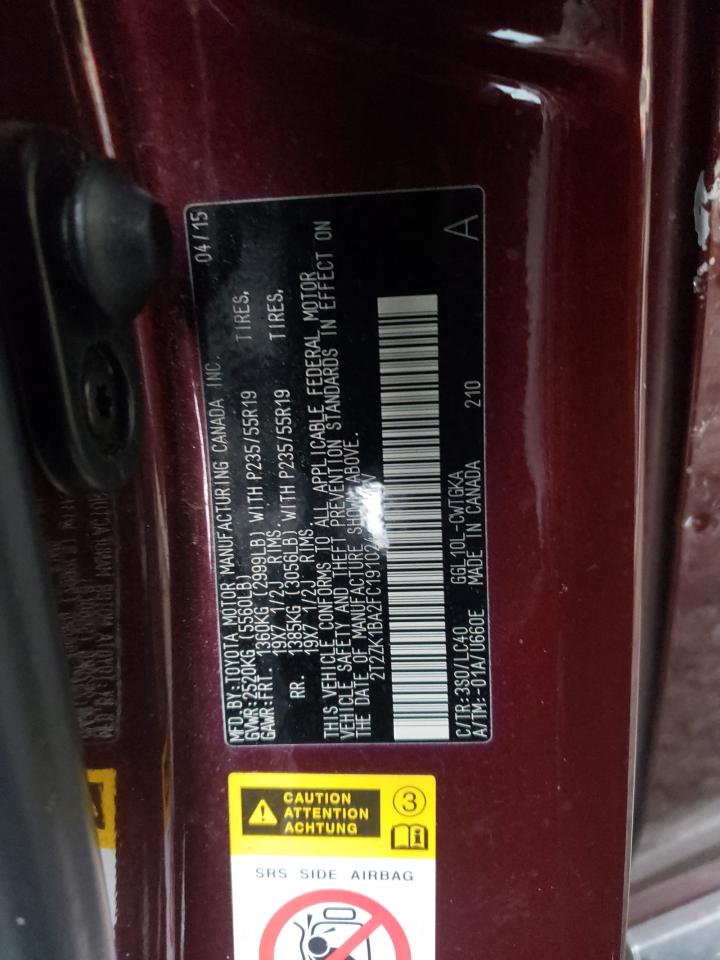 MFD.BY:TOYOTA MOTOR MANUFACTURING CANADA INC. 04/15
GVWR:2520KG (5560LB)
GAWR:FRT. 1360KG (2999LB) WITH P235/55R19 TIRES,
19X7 1/2J RIMS
RR. 1385KG (3056LB) WITH P235/55R19 TIRES,
19X7 1/2J RIMS
THIS VEHICLE CONFORMS TO ALL APPLICABLE FEDERAL MOTOR
VEHICLE SAFETY AND THEFT PREVENTION STANDARDS IN EFFECT ON
THE DATE OF MANUFACTURE SHOWN ABOVE.
C/TR:3S0/LC40 GGL10L-CWTGKA A
A/TM:-01A/U660E MADE IN CANADA 210
CAUTION
ATTENTION
ACHTUNG
3
SRS SIDE AIRBAG